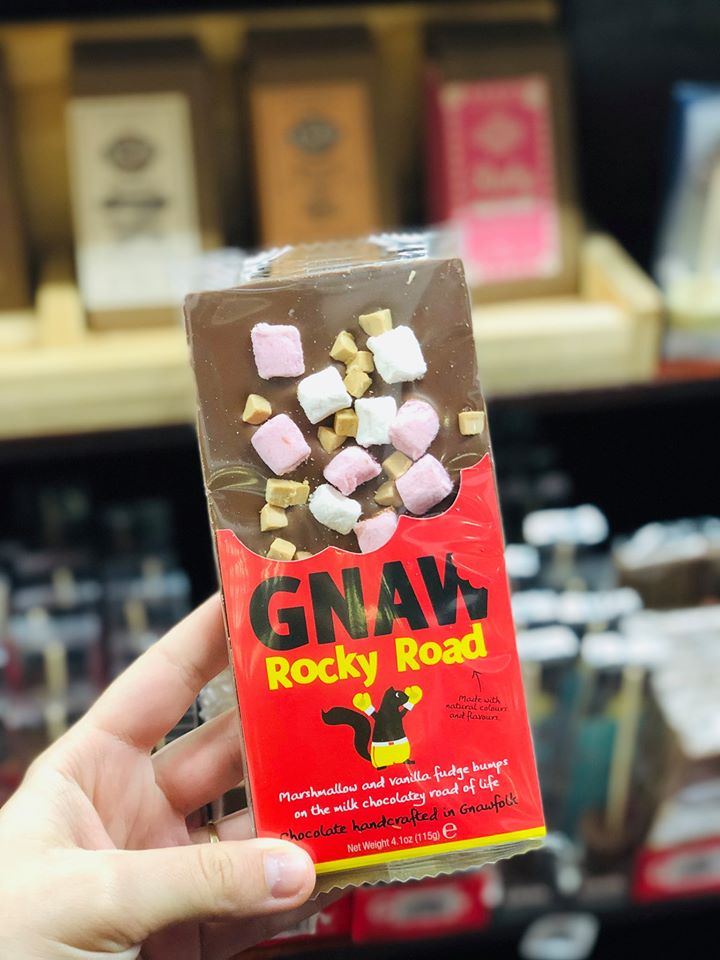 GNAW
Rocky Road
Made with
natural colours
and flavours.
Marshmallow and vanilla fudge bumps
on the milk chocolatey road of life
Chocolate handcrafted in Gnawfolk
Net Weight 4.1oz (115g) e